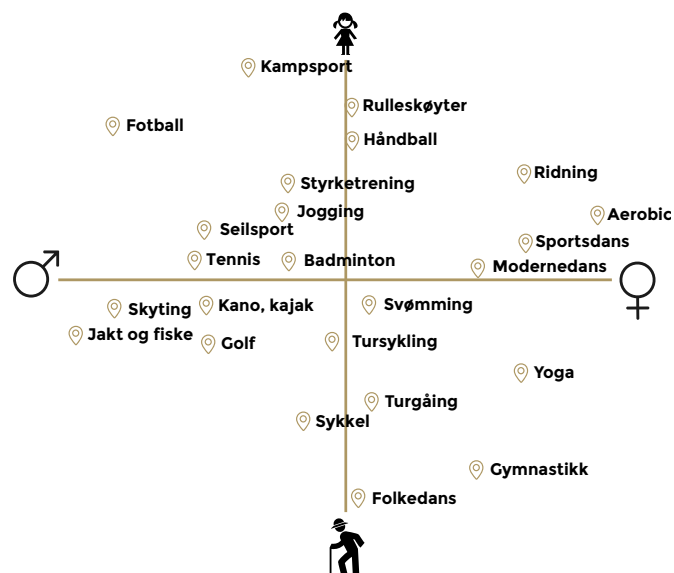 Kampsport
Rulleskøyter
Fotball
Håndball
Ridning
Styrketrening
Jogging
Aerobic
Seilsport
Sportsdans
Tennis
Badminton
Modernedans
Skyting
Kano, kajak
Svømming
Jakt og fiske
Golf
Tursykling
Yoga
Turgåing
Sykkel
Gymnastikk
Folkedans